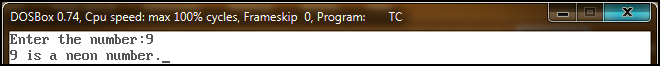 DOSBox 0.74, Cpu speed: max 100% cycles, Frameskip 0, Program: TC
Enter the number:9
9 is a neon number._